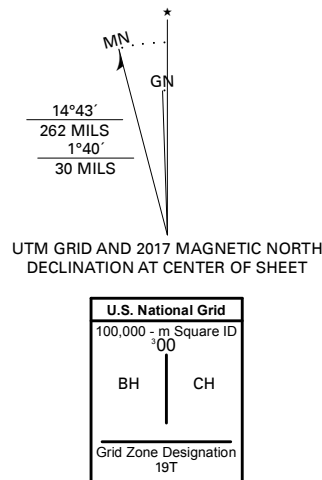 ★
MN
GN
14°43´
262 MILS
1°40´
30 MILS
UTM GRID AND 2017 MAGNETIC NORTH
DECLINATION AT CENTER OF SHEET
U.S. National Grid
100,000 - m Square ID
³00
BH CH
Grid Zone Designation
19T